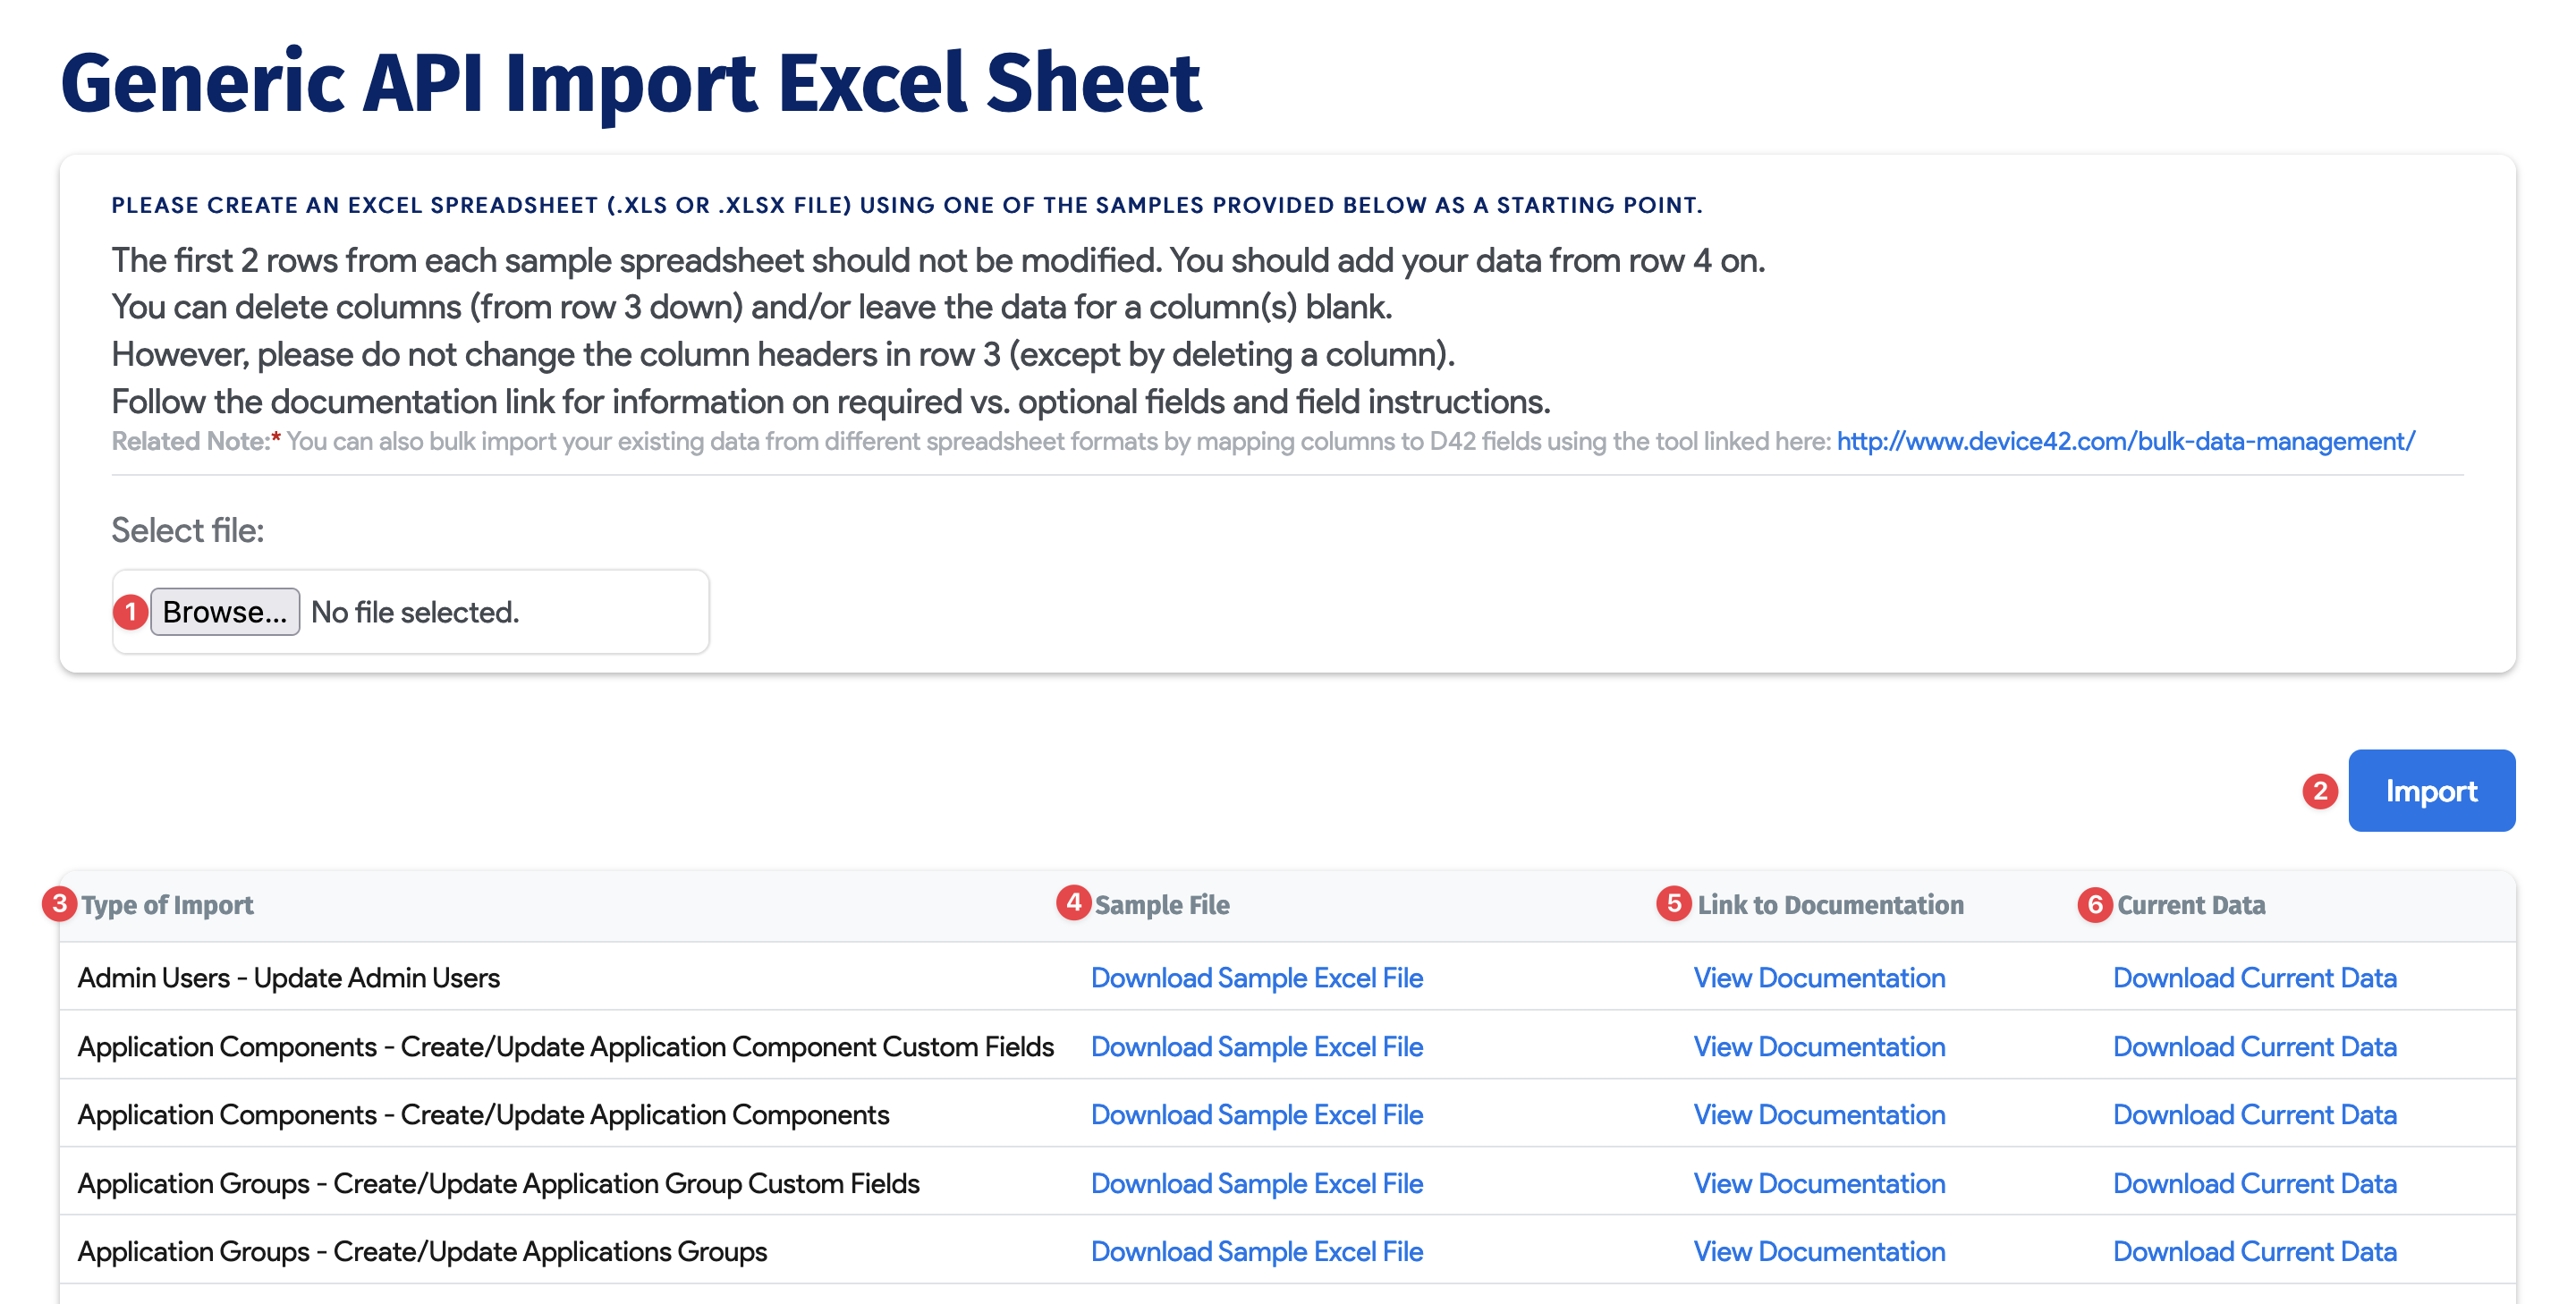 Generic API Import Excel Sheet
PLEASE CREATE AN EXCEL SPREADSHEET (.XLS OR .XLSX FILE) USING ONE OF THE SAMPLES PROVIDED BELOW AS A STARTING POINT.
The first 2 rows from each sample spreadsheet should not be modified. You should add your data from row 4 on.
You can delete columns (from row 3 down) and/or leave the data for a column(s) blank.
However, please do not change the column headers in row 3 (except by deleting a column).
Follow the documentation link for information on required vs. optional fields and field instructions.
Related Note:* You can also bulk import your existing data from different spreadsheet formats by mapping columns to D42 fields using the tool linked here: http://www.device42.com/bulk-data-management/
Select file:
1 Browse... No file selected.
2 Import
3 Type of Import 4 Sample File 5 Link to Documentation 6 Current Data
Admin Users - Update Admin Users Download Sample Excel File View Documentation Download Current Data
Application Components - Create/Update Application Component Custom Fields Download Sample Excel File View Documentation Download Current Data
Application Components - Create/Update Application Components Download Sample Excel File View Documentation Download Current Data
Application Groups - Create/Update Application Group Custom Fields Download Sample Excel File View Documentation Download Current Data
Application Groups - Create/Update Applications Groups Download Sample Excel File View Documentation Download Current Data